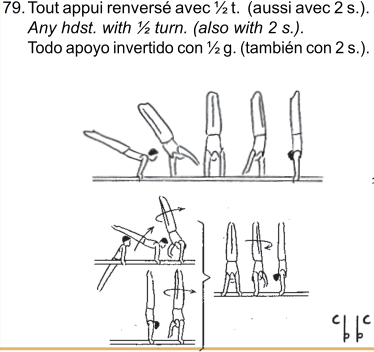 79. Tout appui renversé avec ½ t. (aussi avec 2 s.).
Any hdst. with ½ turn. (also with 2 s.).
Todo apoyo invertido con ½ g. (también con 2 s.).